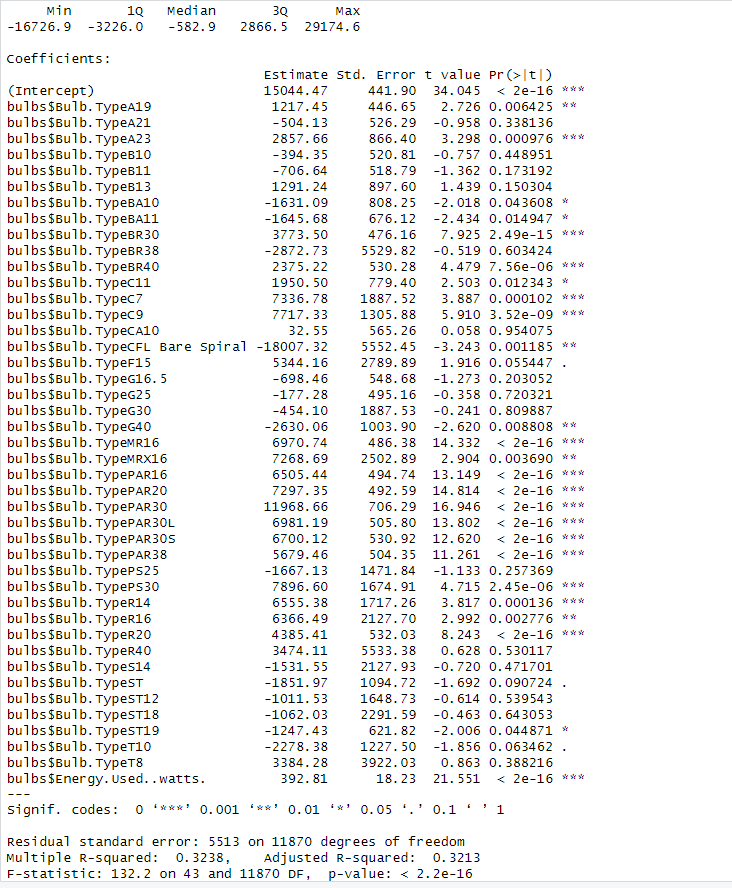 Min       1Q   Median       3Q      Max
-16726.9  -3226.0   -582.9   2866.5  29174.6

Coefficients:
                                 Estimate Std. Error t value Pr(>|t|)
(Intercept)                      15044.47     441.90  34.045  < 2e-16 ***
bulbs$Bulb.TypeA19                1217.45     446.65   2.726 0.006425 **
bulbs$Bulb.TypeA21                -504.13     526.29  -0.958 0.338136
bulbs$Bulb.TypeA23                2857.66     866.40   3.298 0.000976 ***
bulbs$Bulb.TypeB10                -394.35     520.81  -0.757 0.448951
bulbs$Bulb.TypeB11                -706.64     518.79  -1.362 0.173192
bulbs$Bulb.TypeB13                1291.24     897.60   1.439 0.150304
bulbs$Bulb.TypeBA10              -1631.09     808.25  -2.018 0.043608 *
bulbs$Bulb.TypeBA11              -1645.68     676.12  -2.434 0.014947 *
bulbs$Bulb.TypeBR30               3773.50     476.16   7.925 2.49e-15 ***
bulbs$Bulb.TypeBR38              -2872.73    5529.82  -0.519 0.603424
bulbs$Bulb.TypeBR40               2375.22     530.28   4.479 7.56e-06 ***
bulbs$Bulb.TypeC11                1950.50     779.40   2.503 0.012343 *
bulbs$Bulb.TypeC7                 7336.78    1887.52   3.887 0.000102 ***
bulbs$Bulb.TypeC9                 7717.33    1305.88   5.910 3.52e-09 ***
bulbs$Bulb.TypeCA10                 32.55     565.26   0.058 0.954075
bulbs$Bulb.TypeCFL Bare Spiral  -18007.32    5552.45  -3.243 0.001185 **
bulbs$Bulb.TypeF15                5344.16    2789.89   1.916 0.055447 .
bulbs$Bulb.TypeG16.5              -698.46     548.68  -1.273 0.203052
bulbs$Bulb.TypeG25                -177.28     495.16  -0.358 0.720321
bulbs$Bulb.TypeG30                -454.10    1887.53  -0.241 0.809887
bulbs$Bulb.TypeG40               -2630.06    1003.90  -2.620 0.008808 **
bulbs$Bulb.TypeMR16               6970.74     486.38  14.332  < 2e-16 ***
bulbs$Bulb.TypeMRX16              7268.69    2502.89   2.904 0.003690 **
bulbs$Bulb.TypePAR16              6505.44     494.74  13.149  < 2e-16 ***
bulbs$Bulb.TypePAR20              7297.35     492.59  14.814  < 2e-16 ***
bulbs$Bulb.TypePAR30             11968.66     706.29  16.946  < 2e-16 ***
bulbs$Bulb.TypePAR30L             6981.19     505.80  13.802  < 2e-16 ***
bulbs$Bulb.TypePAR30S             6700.12     530.92  12.620  < 2e-16 ***
bulbs$Bulb.TypePAR38              5679.46     504.35  11.261  < 2e-16 ***
bulbs$Bulb.TypePS25              -1667.13    1471.84  -1.133 0.257369
bulbs$Bulb.TypePS30               7896.60    1674.91   4.715 2.45e-06 ***
bulbs$Bulb.TypeR14                6555.38    1717.26   3.817 0.000136 ***
bulbs$Bulb.TypeR16                6366.49    2127.70   2.992 0.002776 **
bulbs$Bulb.TypeR20                4385.41     532.03   8.243  < 2e-16 ***
bulbs$Bulb.TypeR40                3474.11    5533.38   0.628 0.530117
bulbs$Bulb.TypeS14               -1531.55    2127.93  -0.720 0.471701
bulbs$Bulb.TypeST                -1851.97    1094.72  -1.692 0.090724 .
bulbs$Bulb.TypeST12              -1011.53    1648.73  -0.614 0.539543
bulbs$Bulb.TypeST18              -1062.03    2291.59  -0.463 0.643053
bulbs$Bulb.TypeST19              -1247.43     621.82  -2.006 0.044871 *
bulbs$Bulb.TypeT10               -2278.38    1227.50  -1.856 0.063462 .
bulbs$Bulb.TypeT8                 3384.28    3922.03   0.863 0.388216
bulbs$Energy.Used..watts.          392.81      18.23  21.551  < 2e-16 ***
---
Signif. codes:  0 ‘***’ 0.001 ‘**’ 0.01 ‘*’ 0.05 ‘.’ 0.1 ‘ ’ 1

Residual standard error: 5513 on 11870 degrees of freedom
Multiple R-squared:  0.3238,    Adjusted R-squared:  0.3213
F-statistic: 132.2 on 43 and 11870 DF,  p-value: < 2.2e-16